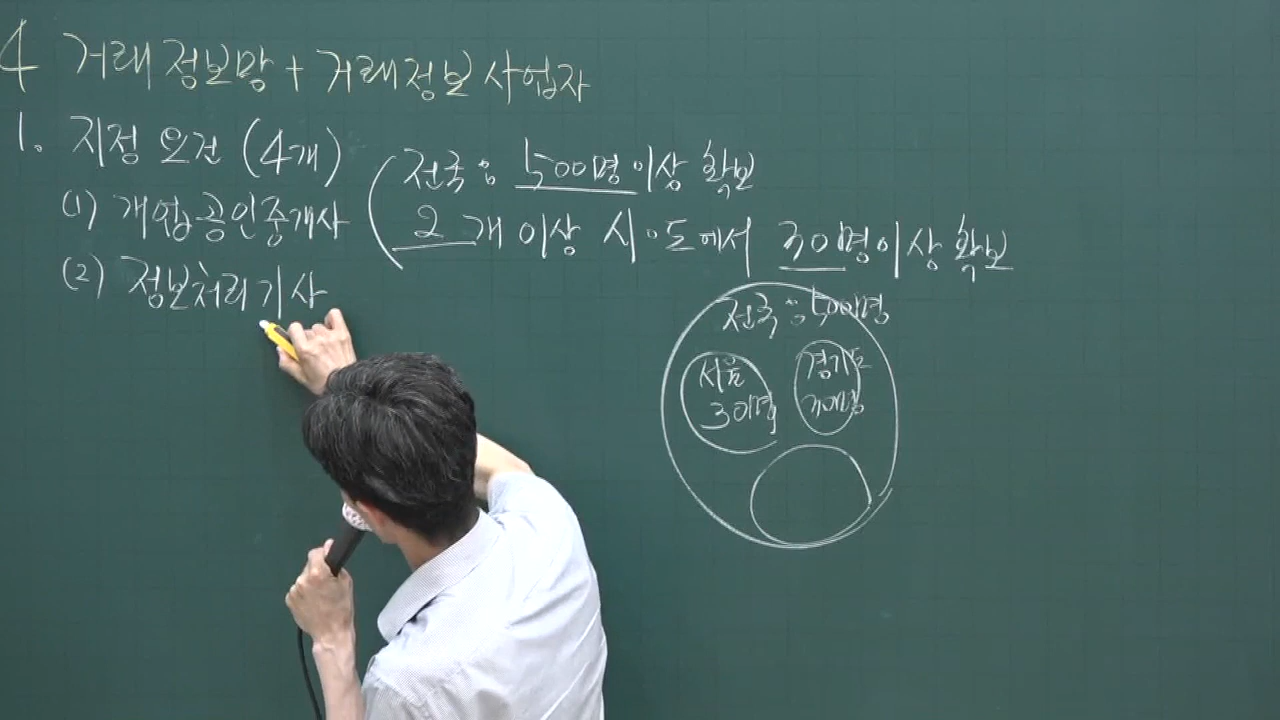 4 거래정보망 + 거래정보사업자
1. 지정요건 (4개)
(1) 개업공인중개사
전국 500명 이상 확보
2개 이상 시·도에서 30명 이상 확보
(2) 정보처리기사
전국 500명
서울
30명
경기도
30명